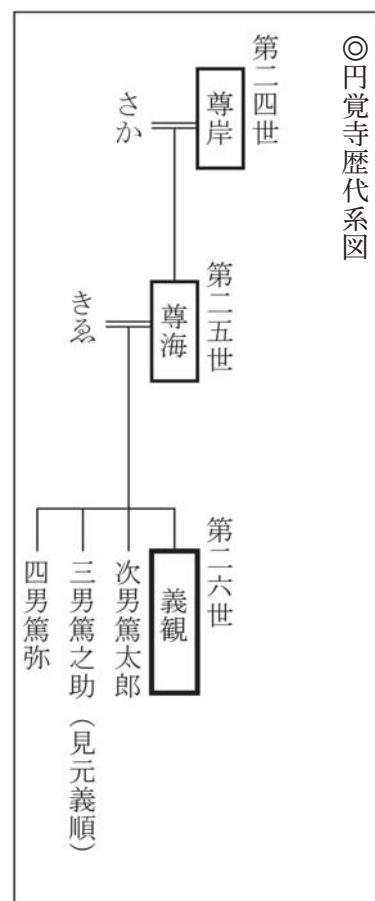 ◎円覚寺歴代系図
第二四世
尊岸
さか
第二五世
尊海
きゑ
第二六世
義観
次男篤太郎
三男篤之助（見元義順）
四男篤弥